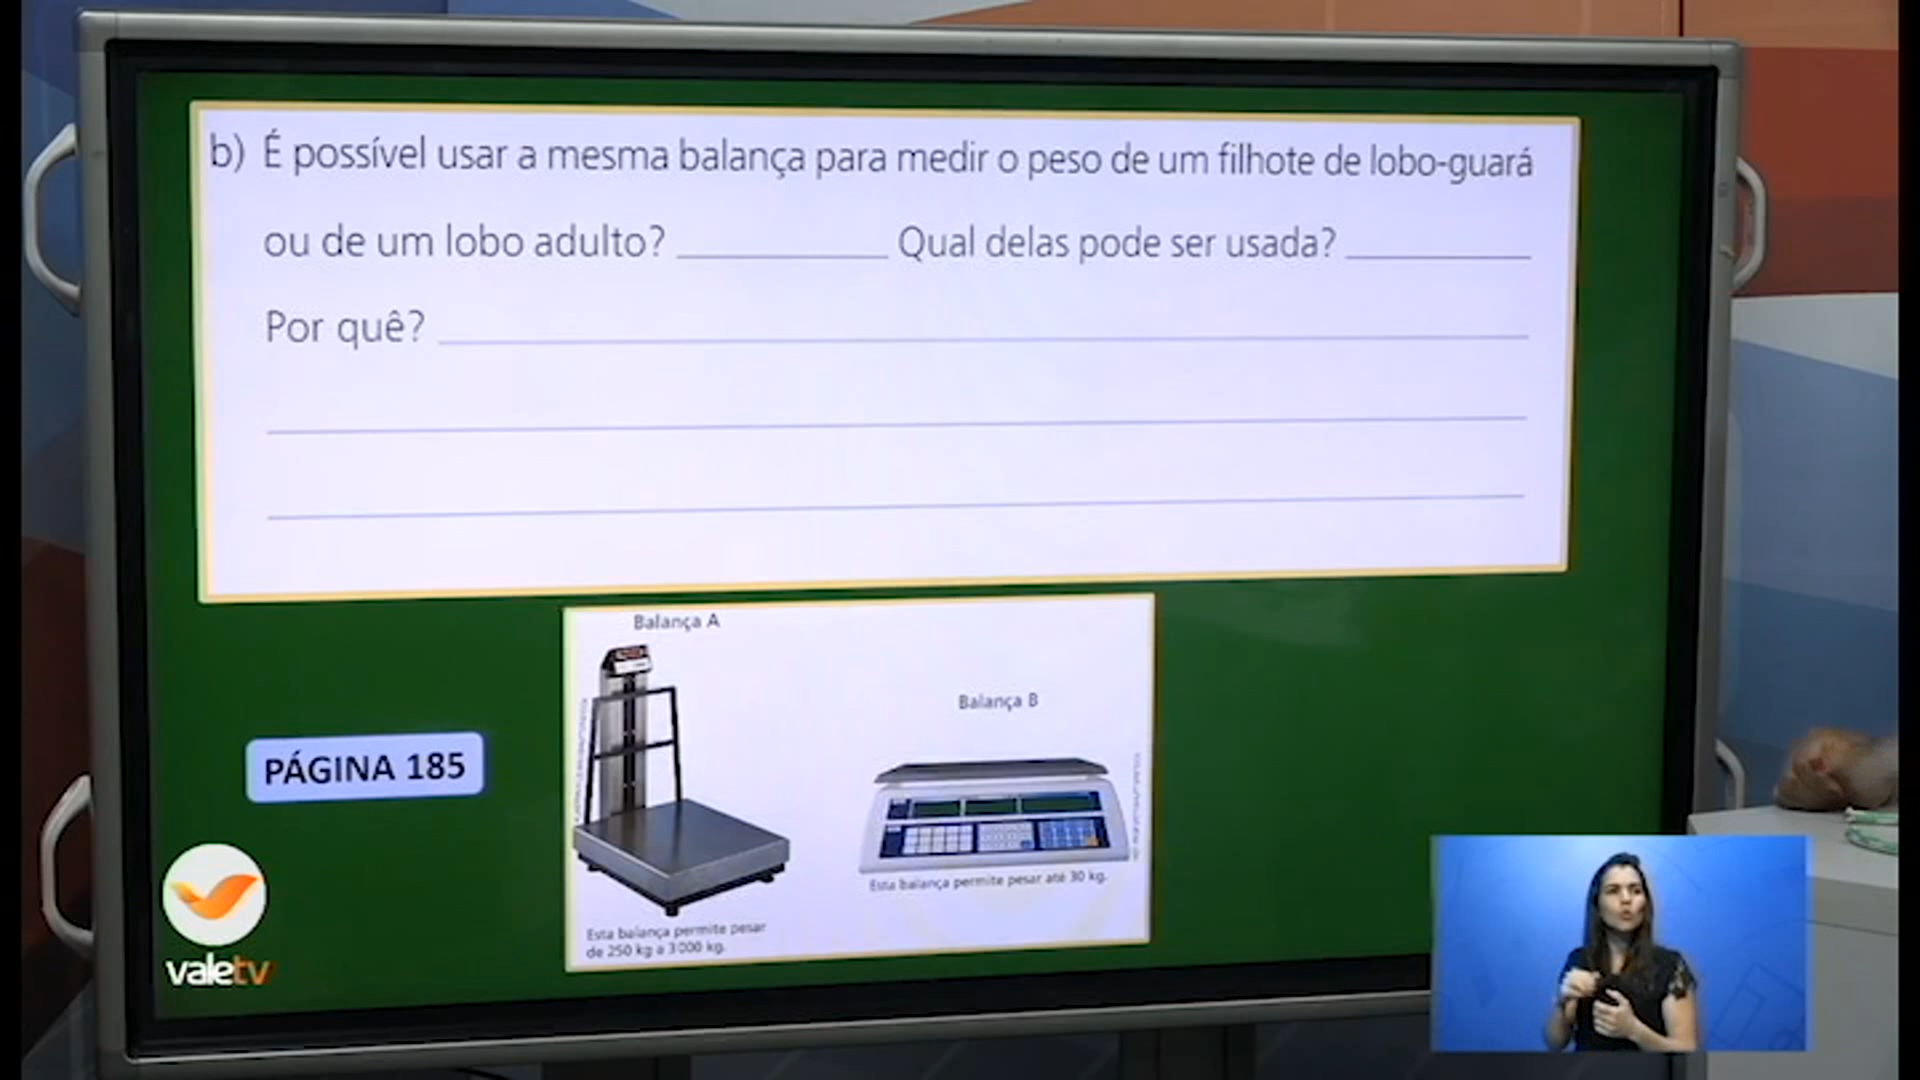 b) É possível usar a mesma balança para medir o peso de um filhote de lobo-guará
ou de um lobo adulto? __________ Qual delas pode ser usada? __________
Por quê?
Balança A
Balança B
Esta balança permite pesar até 30 kg.
Esta balança permite pesar
de 250 kg a 3 000 kg.
PÁGINA 185
valetv